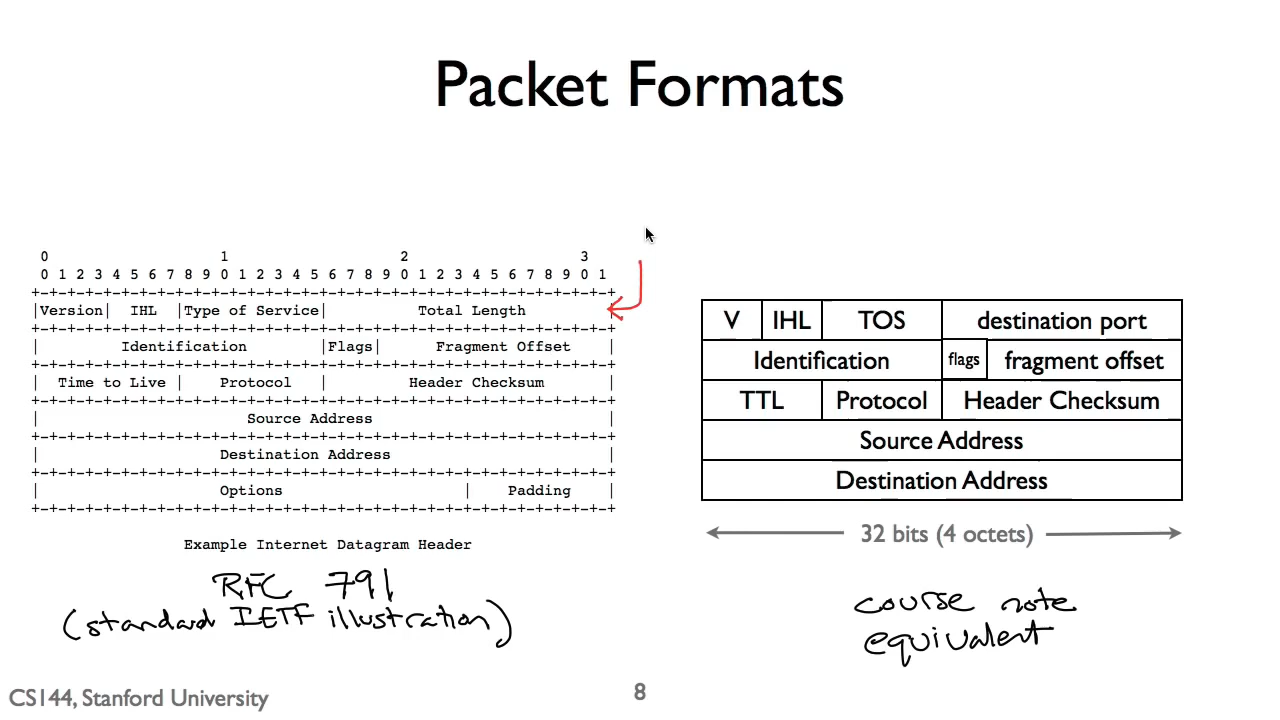 Packet Formats
0 1 2 3
0 1 2 3 4 5 6 7 8 9 0 1 2 3 4 5 6 7 8 9 0 1 2 3 4 5 6 7 8 9 0 1
+-+-+-+-+-+-+-+-+-+-+-+-+-+-+-+-+-+-+-+-+-+-+-+-+-+-+-+-+-+-+-+-+
|Version| IHL |Type of Service| Total Length |
+-+-+-+-+-+-+-+-+-+-+-+-+-+-+-+-+-+-+-+-+-+-+-+-+-+-+-+-+-+-+-+-+
| Identification |Flags| Fragment Offset |
+-+-+-+-+-+-+-+-+-+-+-+-+-+-+-+-+-+-+-+-+-+-+-+-+-+-+-+-+-+-+-+-+
| Time to Live | Protocol | Header Checksum |
+-+-+-+-+-+-+-+-+-+-+-+-+-+-+-+-+-+-+-+-+-+-+-+-+-+-+-+-+-+-+-+-+
| Source Address |
+-+-+-+-+-+-+-+-+-+-+-+-+-+-+-+-+-+-+-+-+-+-+-+-+-+-+-+-+-+-+-+-+
| Destination Address |
+-+-+-+-+-+-+-+-+-+-+-+-+-+-+-+-+-+-+-+-+-+-+-+-+-+-+-+-+-+-+-+-+
| Options | Padding |
+-+-+-+-+-+-+-+-+-+-+-+-+-+-+-+-+-+-+-+-+-+-+-+-+-+-+-+-+-+-+-+-+
Example Internet Datagram Header
RFC 791
(standard IETF illustration)
V IHL TOS destination port
Identification flags fragment offset
TTL Protocol Header Checksum
Source Address
Destination Address
32 bits (4 octets)
course note
equivalent
CS144, Stanford University
8